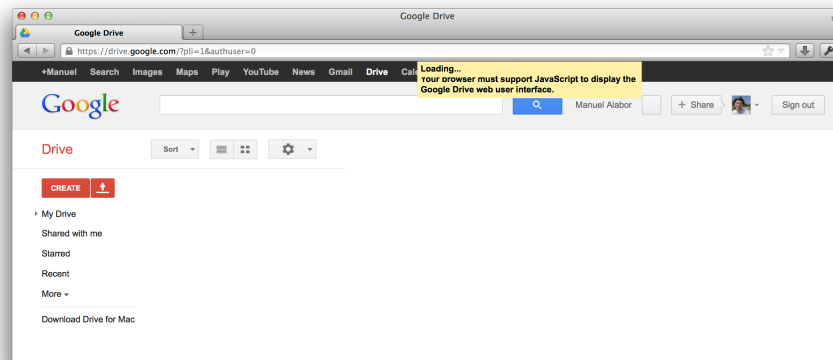 Google Drive
Google Drive
https://drive.google.com/?pli=1&authuser=0
+Manuel Search Images Maps Play YouTube News Gmail Drive
Loading...
Your browser must support JavaScript to display the
Google Drive web user interface.
Google
Manuel Alabor
+ Share
Sign out
Drive
Sort
CREATE
My Drive
Shared with me
Starred
Recent
More
Download Drive for Mac